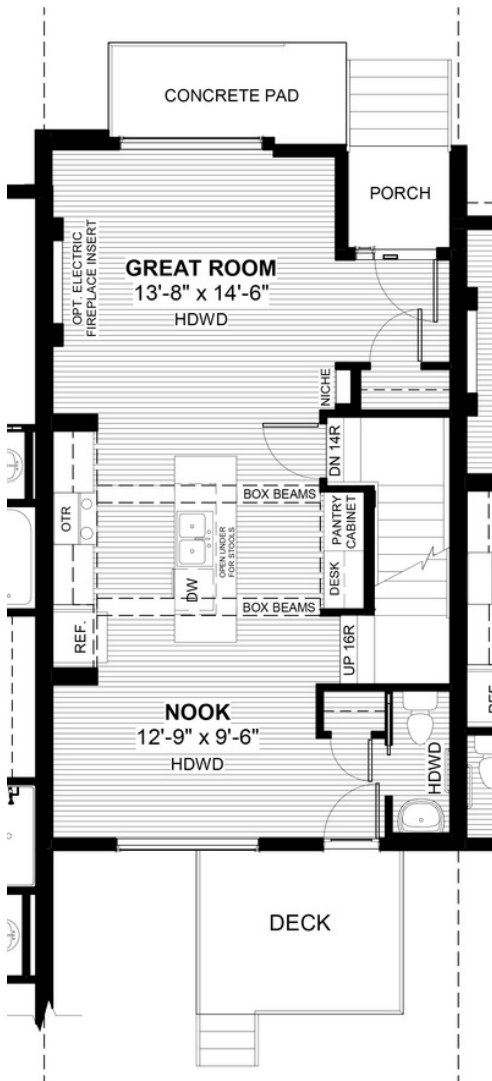 CONCRETE PAD
PORCH
OPT. ELECTRIC
FIREPLACE INSERT
GREAT ROOM
13'-8" x 14'-6"
HDWD
NICHE
DN 14R
BOX BEAMS
OTR
PANTRY
CABINET
OPEN UNDER
FOR STOOLS
DW
DESK
BOX BEAMS
REF.
UP 16R
NOOK
12'-9" x 9'-6"
HDWD
HDWD
REF.
DECK